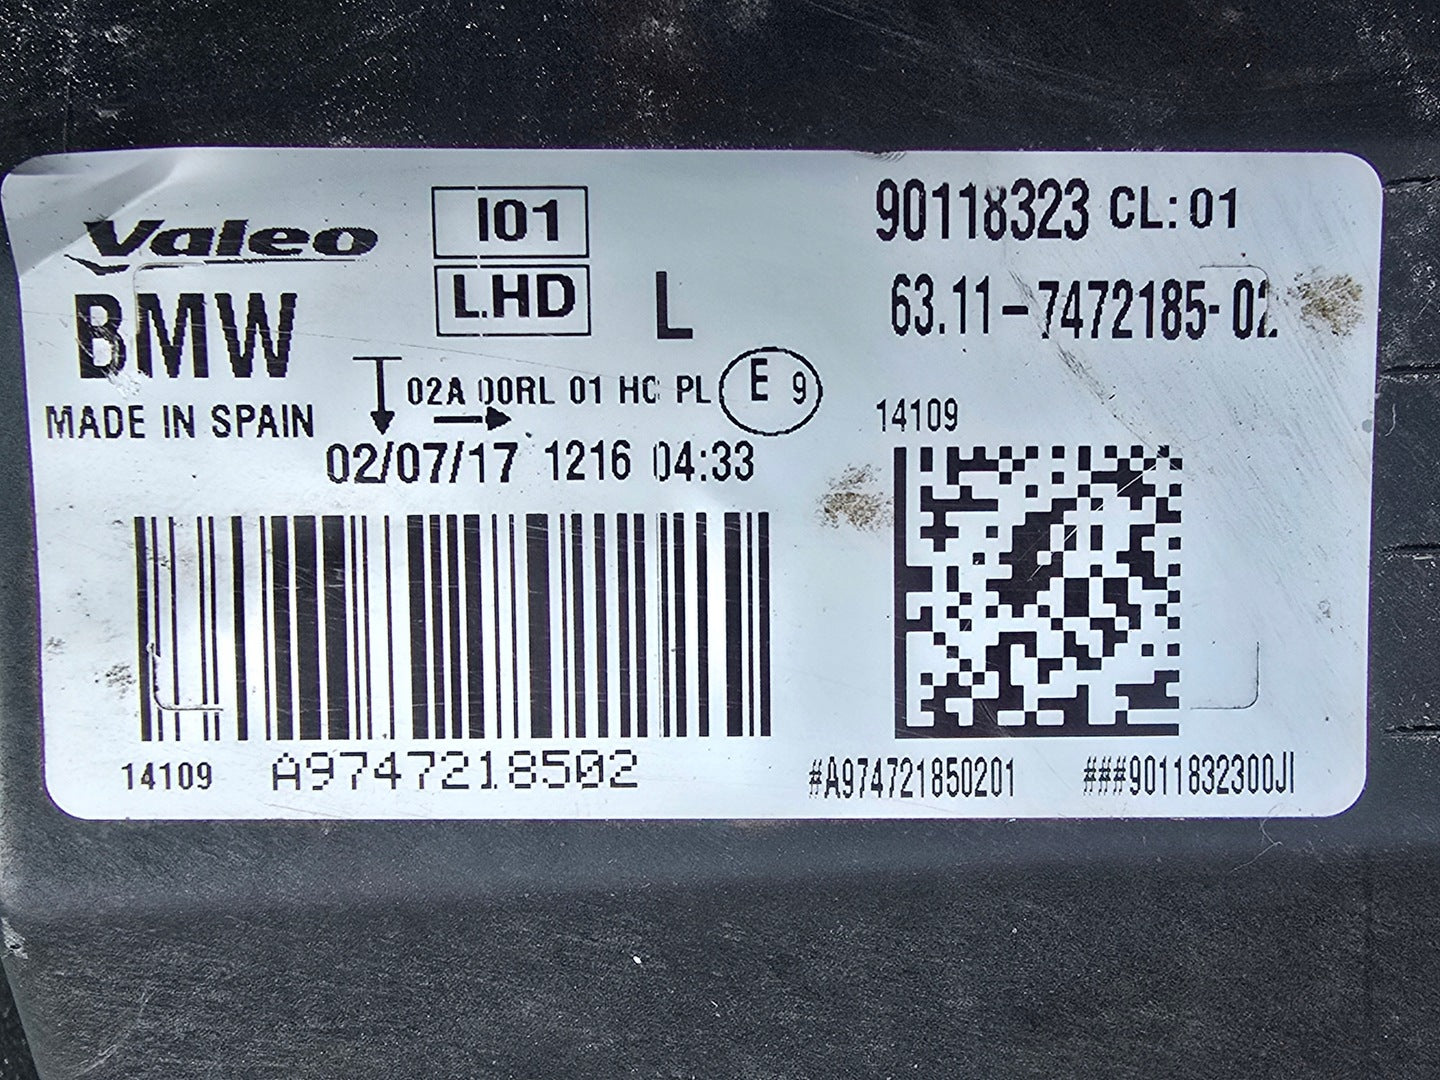 Valeo
BMW
MADE IN SPAIN
I01
LHD
L
02A 00RL 01 HC PL E 9
02/07/17 1216 04:33
14109 A9747218502
90118323 CL:01
63.11-7472185-02
14109
#A974721850201 ###9011832300JI